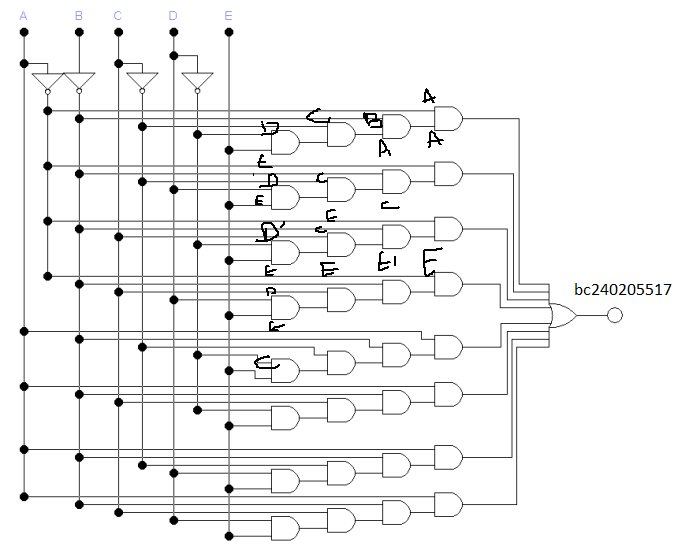 A B C D E
A
D C B
A A
E
D C
E E C
D' C
E E E' E
D
E
C
bc240205517